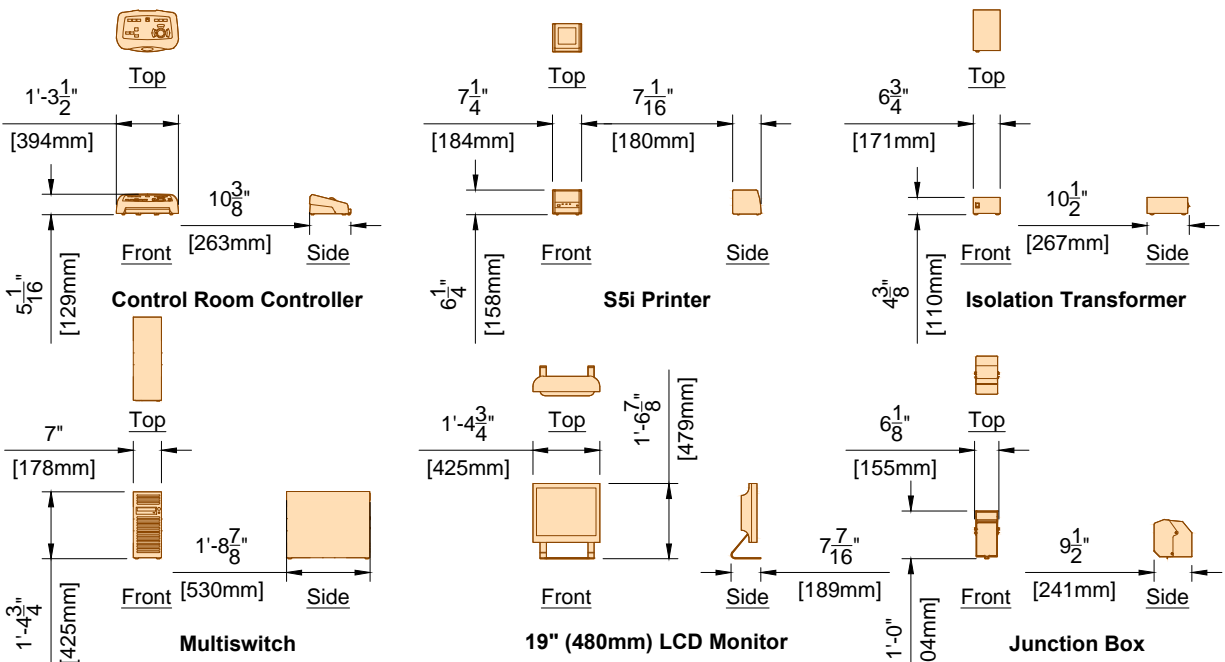 Top
1'-3 1/2"
[394mm]
10 3/8"
[263mm]
5 1/16"
[129mm]
Front
Side
Control Room Controller
Top
7 1/4"
[184mm]
7 1/16"
[180mm]
6 1/4"
[158mm]
Front
Side
S5i Printer
Top
6 3/4"
[171mm]
10 1/2"
[267mm]
4 3/8"
[110mm]
Front
Side
Isolation Transformer
Top
7"
[178mm]
1'-8 7/8"
[530mm]
1'-4 3/4"
[425mm]
Front
Side
Multiswitch
Top
1'-4 3/4"
[425mm]
1'-6 7/8"
[479mm]
7 7/16"
[189mm]
Front
Side
19" (480mm) LCD Monitor
Top
6 1/8"
[155mm]
9 1/2"
[241mm]
1'-0"
04mm]
Front
Side
Junction Box